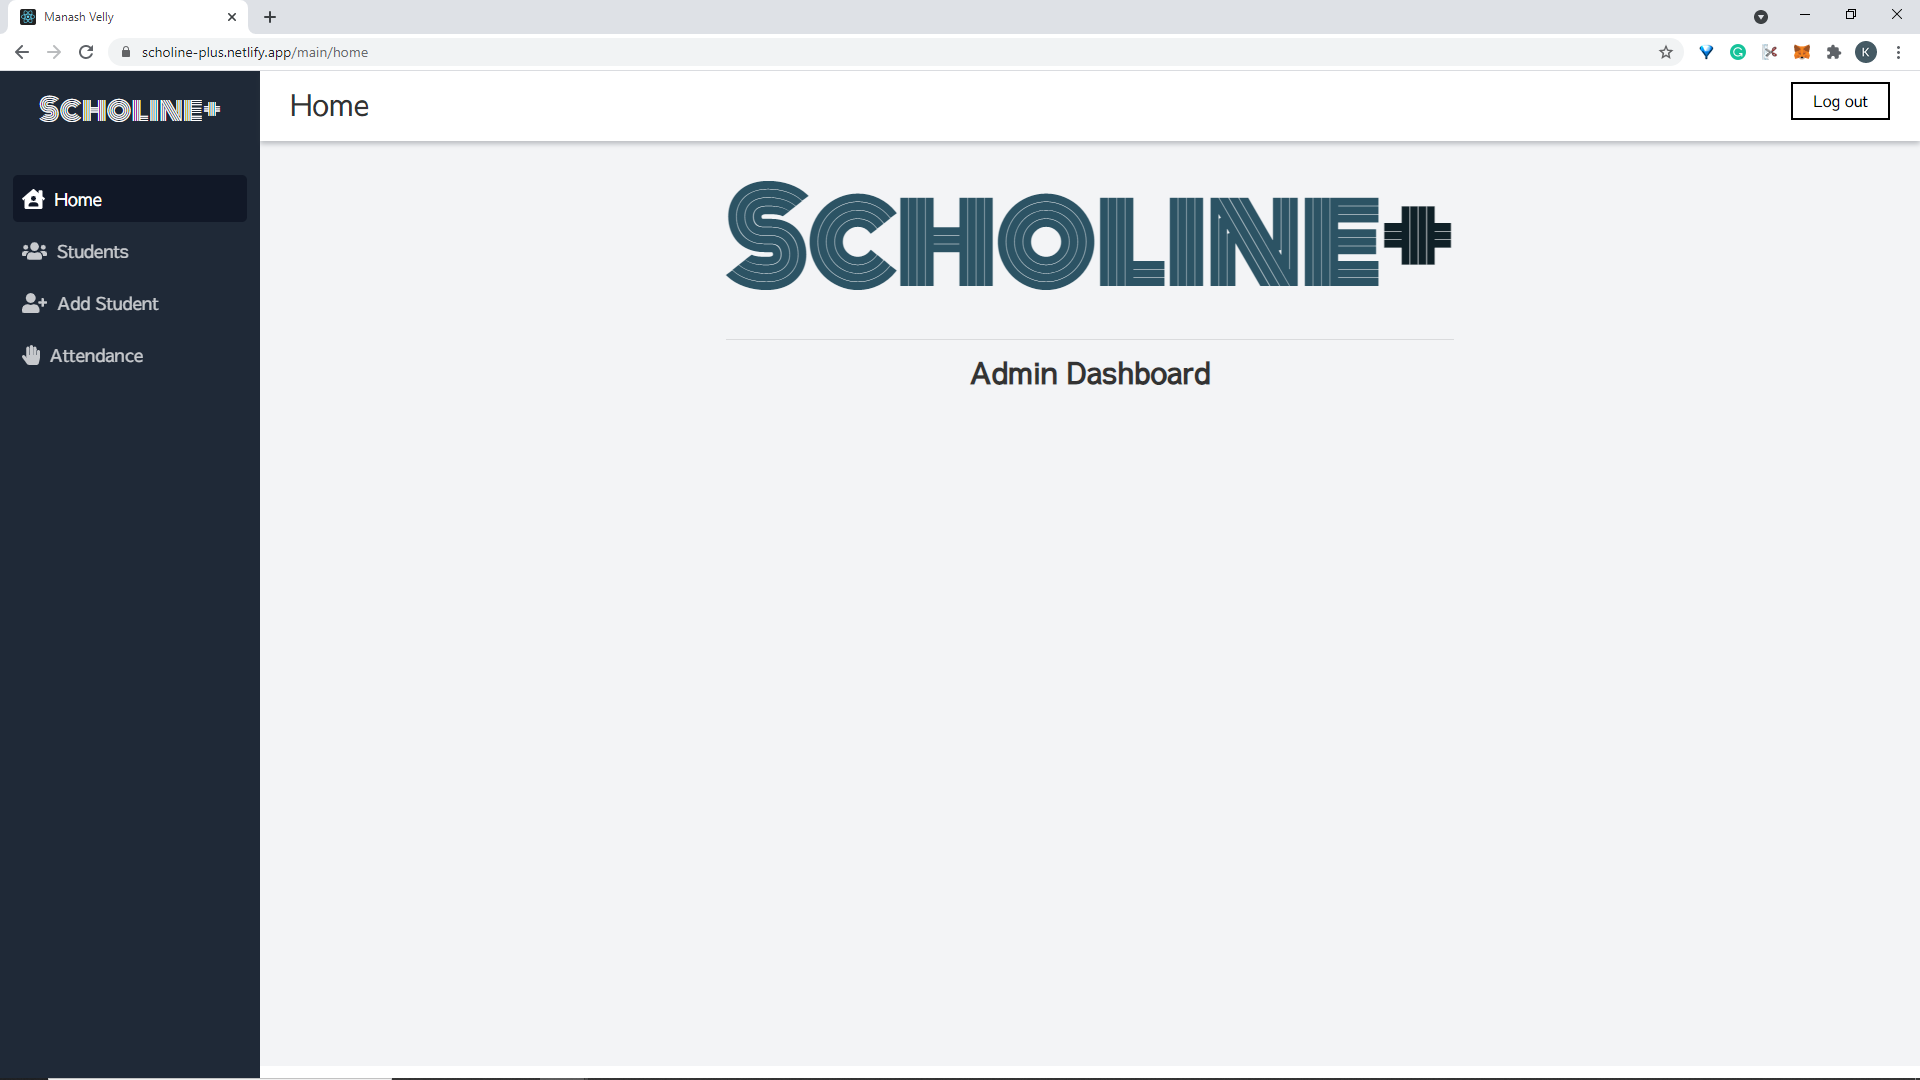 Manash Velly
scholine-plus.netlify.app/main/home
K
SCHOLINE+
Home
Log out
Home
Students
Add Student
Attendance
SCHOLINE+
Admin Dashboard